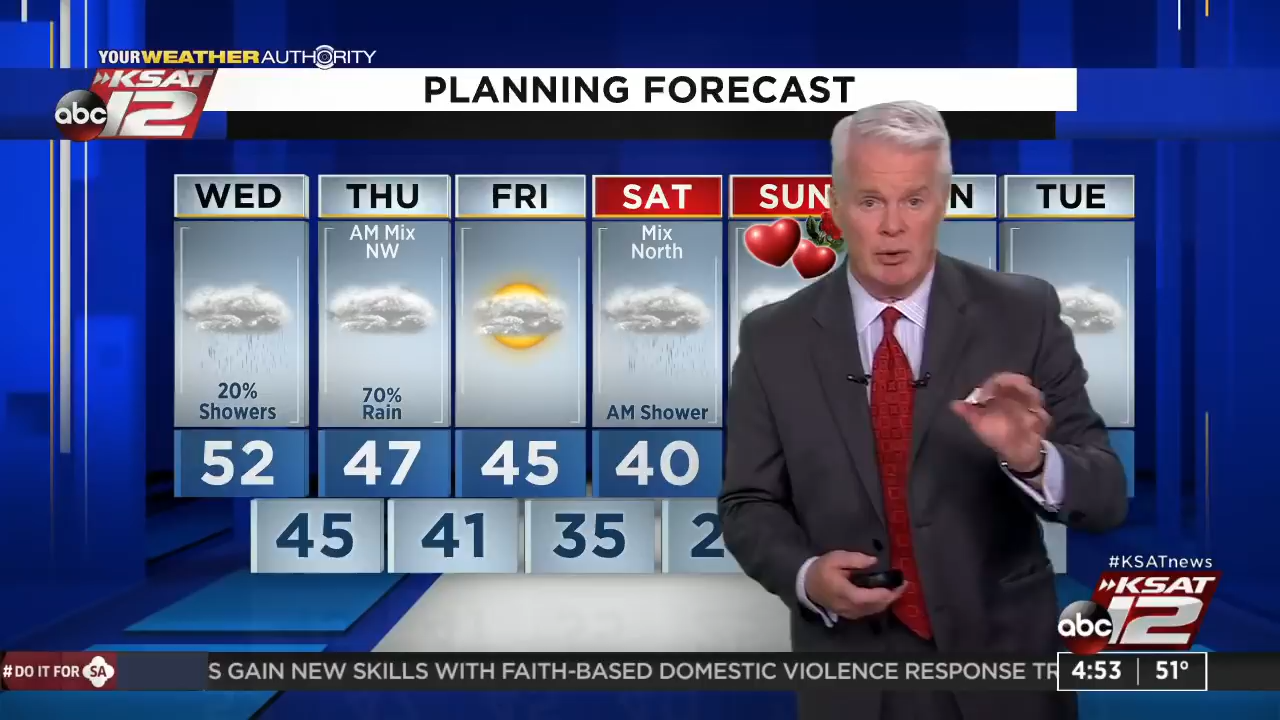 YOURWEATHERAUTHORITY
KSAT
abc 12
PLANNING FORECAST
WED THU FRI SAT SUN N TUE
AM Mix
NW
Mix
North
20%
Showers
70%
Rain
AM Shower
52 47 45 40
45 41 35 2
#KSATnews
KSAT
abc 12
#DO IT FOR SA
S GAIN NEW SKILLS WITH FAITH-BASED DOMESTIC VIOLENCE RESPONSE TR
4:53 51°